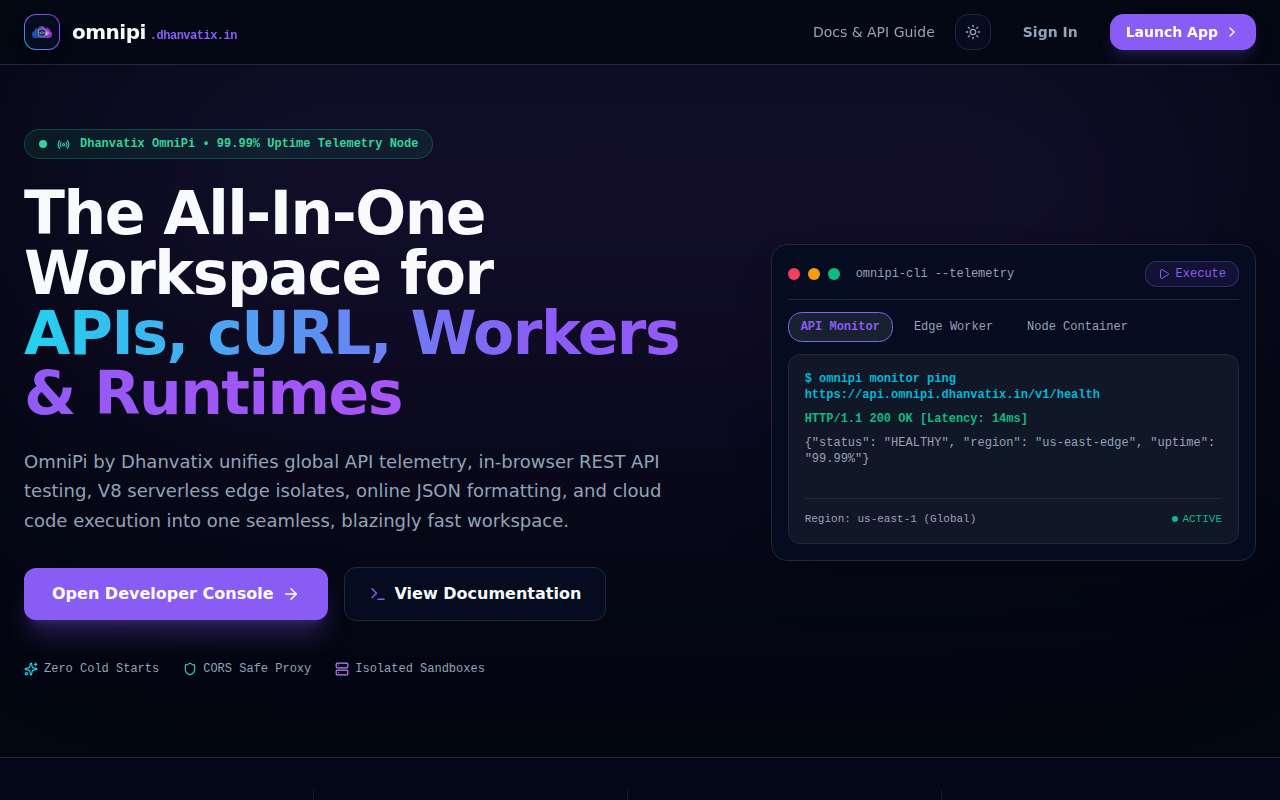 omnipi .dhanvatix.in
Docs & API Guide
Sign In
Launch App
Dhanvatix OmniPi • 99.99% Uptime Telemetry Node
The All-In-One
Workspace for
APIs, cURL, Workers
& Runtimes
OmniPi by Dhanvatix unifies global API telemetry, in-browser REST API
testing, V8 serverless edge isolates, online JSON formatting, and cloud
code execution into one seamless, blazingly fast workspace.
Open Developer Console
View Documentation
Zero Cold Starts
CORS Safe Proxy
Isolated Sandboxes
omnipi-cli --telemetry
Execute
API Monitor
Edge Worker
Node Container
$ omnipi monitor ping
https://api.omnipi.dhanvatix.in/v1/health
HTTP/1.1 200 OK [Latency: 14ms]
{"status": "HEALTHY", "region": "us-east-edge", "uptime":
"99.99%"}
Region: us-east-1 (Global)
ACTIVE